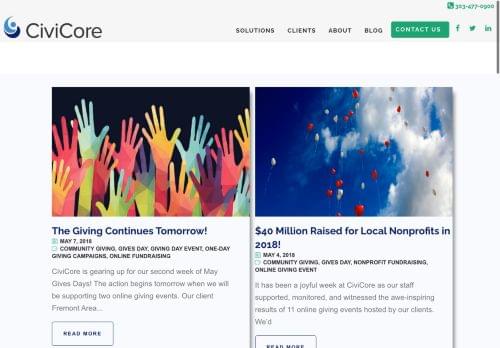 303-477-0900
CiviCore
SOLUTIONS CLIENTS ABOUT BLOG CONTACT US
The Giving Continues Tomorrow!
MAY 7, 2018
COMMUNITY GIVING, GIVES DAY, GIVING DAY EVENT, ONE-DAY
GIVING CAMPAIGNS, ONLINE FUNDRAISING
CiviCore is gearing up for our second week of May
Gives Days! The action begins tomorrow when we will
be supporting two online giving events. Our client
Fremont Area...
READ MORE
$40 Million Raised for Local Nonprofits in
2018!
MAY 4, 2018
COMMUNITY GIVING, GIVES DAY, NONPROFIT FUNDRAISING,
ONLINE GIVING EVENT
It has been a joyful week at CiviCore as our staff
supported, monitored, and witnessed the awe-inspiring
results of 11 online giving events hosted by our clients.
We'd
READ MORE